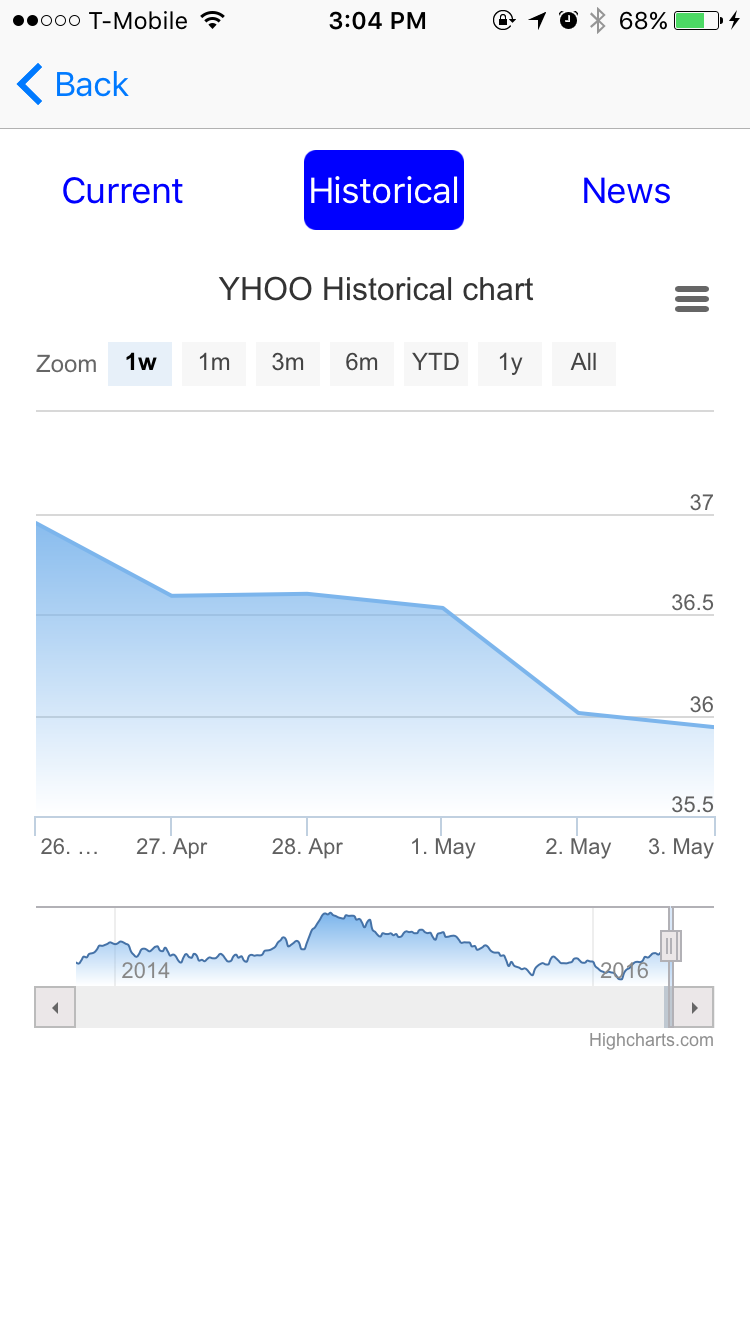 T-Mobile 3:04 PM 68%
Back
Current Historical News
YHOO Historical chart
Zoom 1w 1m 3m 6m YTD 1y All
37
36.5
36
35.5
26. … 27. Apr 28. Apr 1. May 2. May 3. May
2014 2016
Highcharts.com